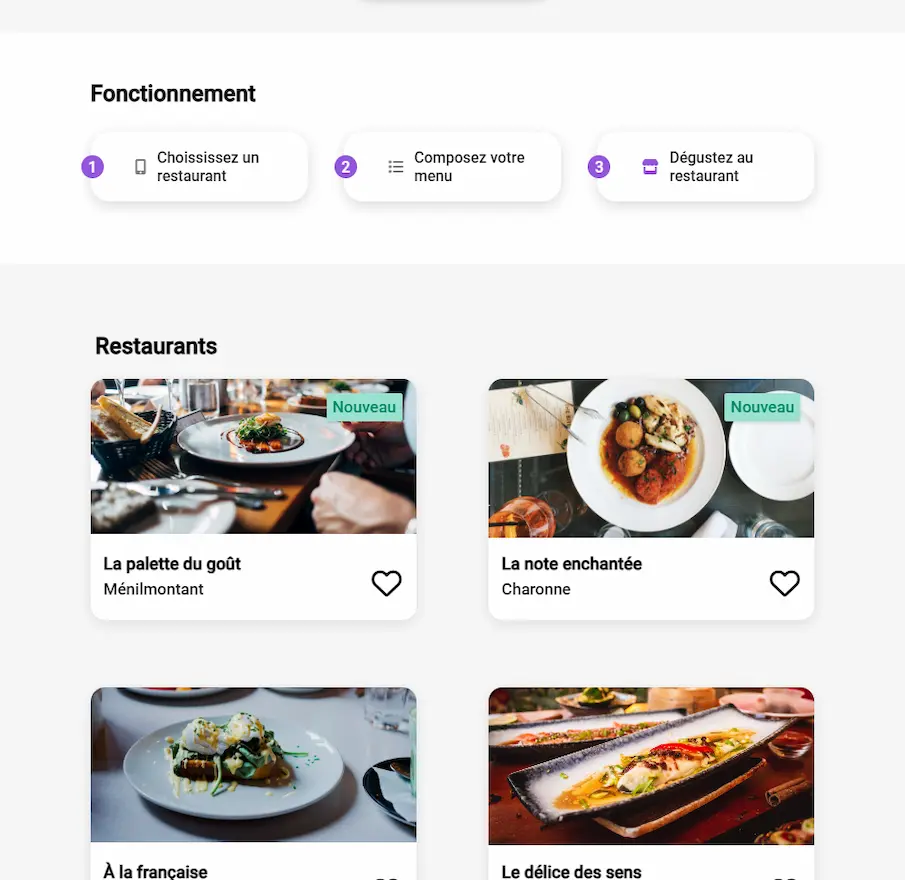 Fonctionnement
1
Choississez un
restaurant
2
Composez votre
menu
3
Dégustez au
restaurant
Restaurants
Nouveau
Nouveau
La palette du goût
Ménilmontant
La note enchantée
Charonne
À la française
Le délice des sens